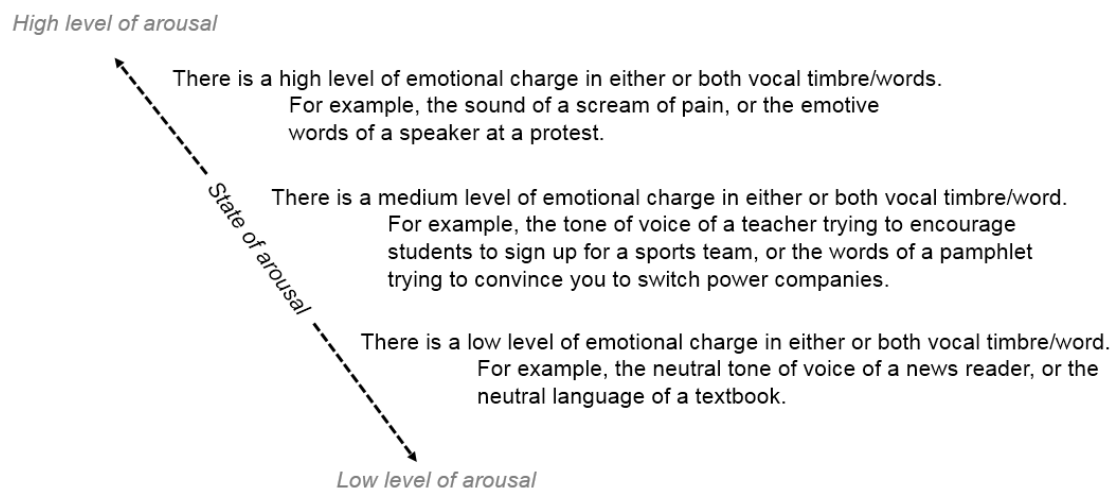 High level of arousal
There is a high level of emotional charge in either or both vocal timbre/words.
For example, the sound of a scream of pain, or the emotive
words of a speaker at a protest.
State of arousal
There is a medium level of emotional charge in either or both vocal timbre/word.
For example, the tone of voice of a teacher trying to encourage
students to sign up for a sports team, or the words of a pamphlet
trying to convince you to switch power companies.
There is a low level of emotional charge in either or both vocal timbre/word.
For example, the neutral tone of voice of a news reader, or the
neutral language of a textbook.
Low level of arousal